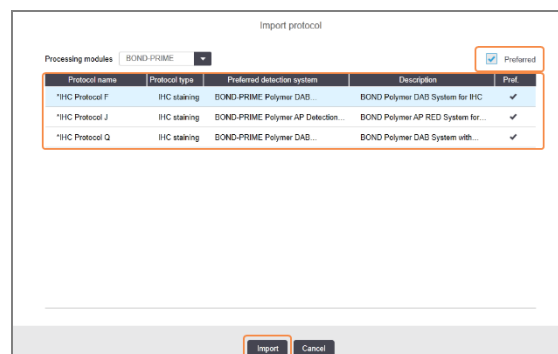 Import protocol
Processing modules BOND-PRIME Preferred
Protocol name Protocol type Preferred detection system Description Pref.
*IHC Protocol F IHC staining BOND-PRIME Polymer DAB... BOND Polymer DAB System for IHC
*IHC Protocol J IHC staining BOND-PRIME Polymer AP Detection... BOND Polymer AP RED System for...
*IHC Protocol Q IHC staining BOND-PRIME Polymer DAB... BOND Polymer DAB System with...
Import Cancel